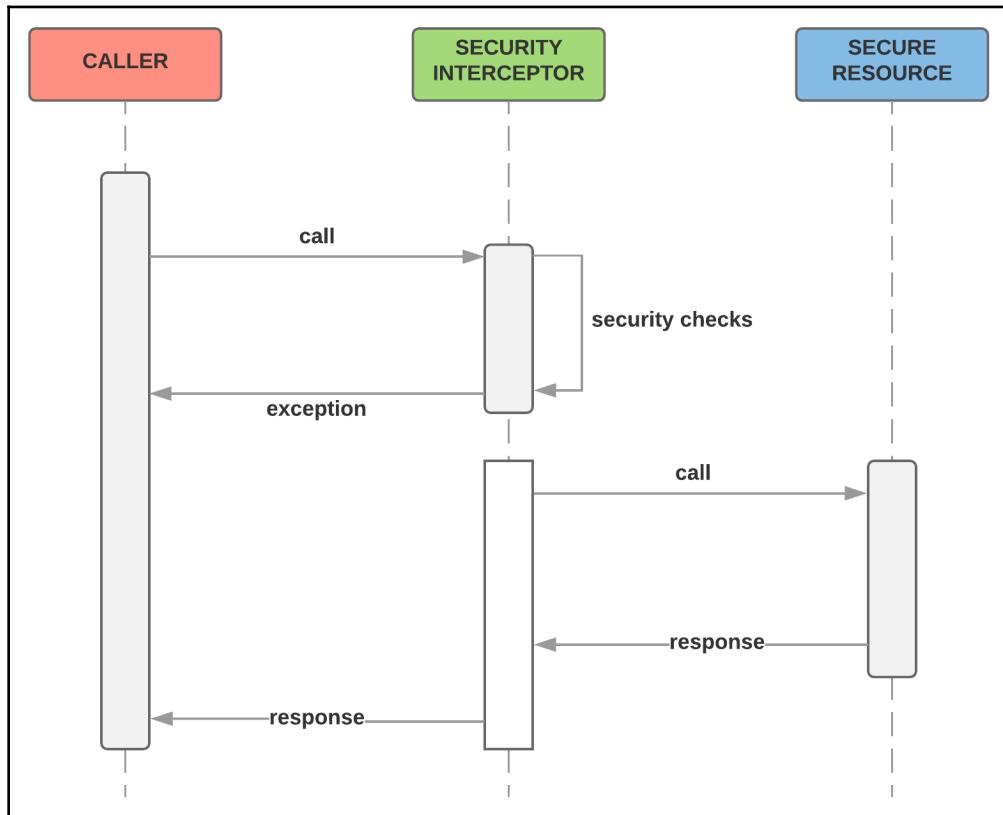 CALLER
SECURITY
INTERCEPTOR
SECURE
RESOURCE
call
security checks
exception
call
response
response